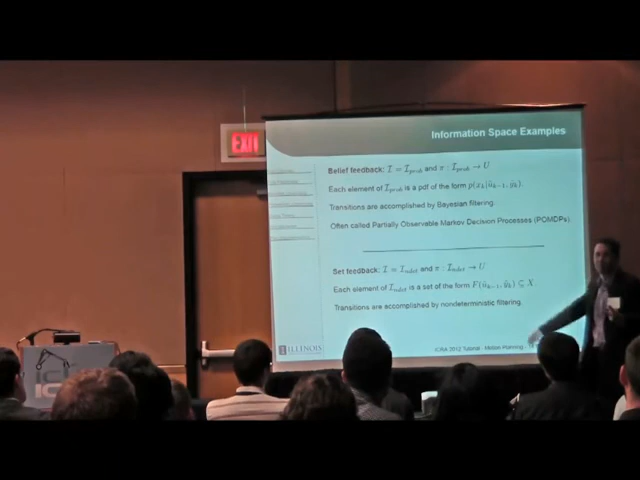 EXIT
Information Space Examples
Belief feedback: I = I_prob and π : I_prob → U
Each element of I_prob is a pdf of the form p(x_k|ũ_{k-1}, ỹ_k).
Transitions are accomplished by Bayesian filtering.
Often called Partially Observable Markov Decision Processes (POMDPs).
Set feedback: I = I_ndet and π : I_ndet → U
Each element of I_ndet is a set of the form F(ũ_{k-1}, ỹ_k) ⊆ X
Transitions are accomplished by nondeterministic filtering.
ILLINOIS
ICRA 2012 Tutorial - Motion Planning -